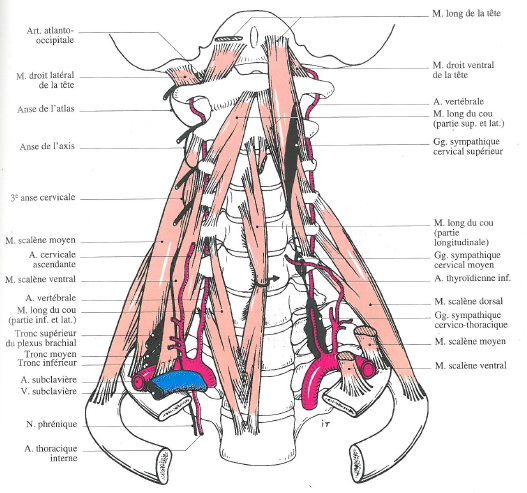 Art. atlanto-
occipitale
M. droit latéral
de la tête
Anse de l'atlas
Anse de l'axis
3e anse cervicale
M. scalène moyen
A. cervicale
ascendante
M. scalène ventral
A. vertébrale
M. long du cou
(partie inf. et lat.)
Tronc supérieur
du plexus brachial
Tronc moyen
Tronc inférieur
A. subclavière
V. subclavière
N. phrénique
A. thoracique
interne
M. long de la tête
M. droit ventral
de la tête
A. vertébrale
M. long du cou
(partie sup. et lat.)
Gg. sympathique
cervical supérieur
M. long du cou
(partie
longitudinale)
Gg. sympathique
cervical moyen
A. thyroïdienne inf.
M. scalène dorsal
Gg. sympathique
cervico-thoracique
M. scalène moyen
M. scalène ventral